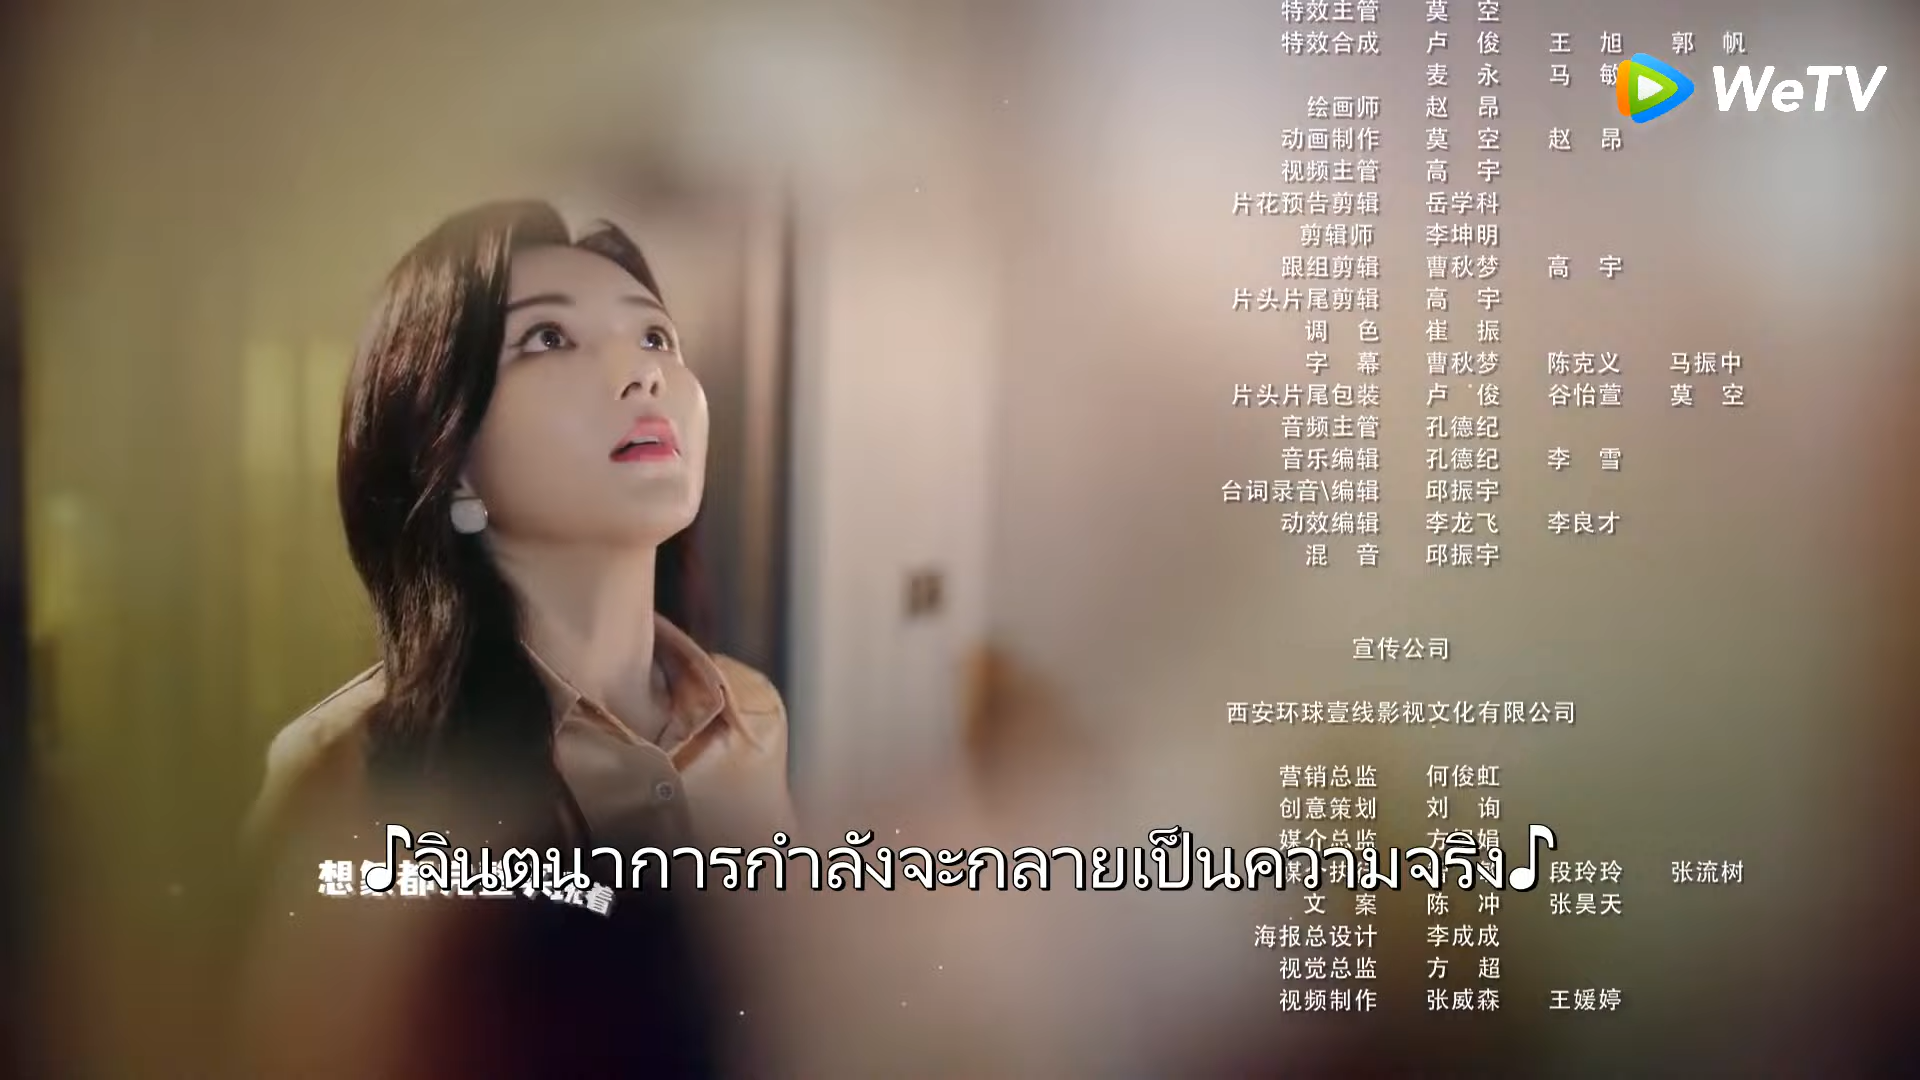 特效主管 莫 空
特效合成 卢 俊 王 旭 郭 帆
麦 永 马 敏
WeTV
绘画师 赵 昂
动画制作 莫 空 赵 昂
视频主管 高 宇
片花预告剪辑 岳学科
剪辑师 李坤明
跟组剪辑 曹秋梦 高 宇
片头片尾剪辑 高 宇
调 色 崔 振
字 幕 曹秋梦 陈克义 马振中
片头片尾包装 卢 俊 谷怡萱 莫 空
音频主管 孔德纪
音乐编辑 孔德纪 李 雪
台词录音\编辑 邱振宇
动效编辑 李龙飞 李良才
混 音 邱振宇
宣传公司
西安环球壹线影视文化有限公司
营销总监 何俊虹
创意策划 刘 询
媒介总监 方 娟
♪จินตนาการกำลังจะกลายเป็นความจริง♪
想 都 着
段玲玲 张流树
文 案 陈 冲 张昊天
海报总设计 李成成
视觉总监 方 超
视频制作 张威森 王媛婷